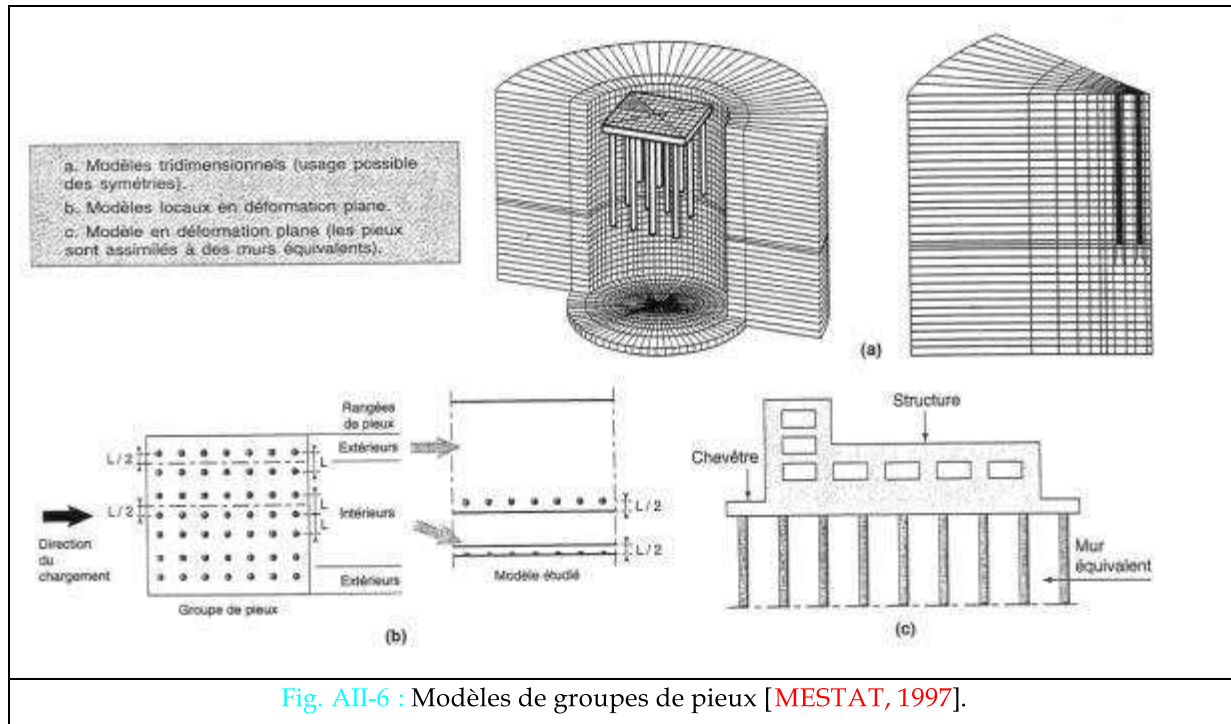 a. Modèles tridimensionnels (usage possible
des symétries).
b. Modèles locaux en déformation plane.
c. Modèle en déformation plane (les pieux
sont assimilés à des murs équivalents).
(a)
Rangées
de pieux
Extérieurs
L/2
L
L/2
L
L
Intérieurs
Direction
du
chargement
Extérieurs
Groupe de pieux
L/2
L/2
Modèle étudié
(b)
Structure
Chevêtre
Mur
équivalent
(c)
Fig. AII-6 : Modèles de groupes de pieux [MESTAT, 1997].